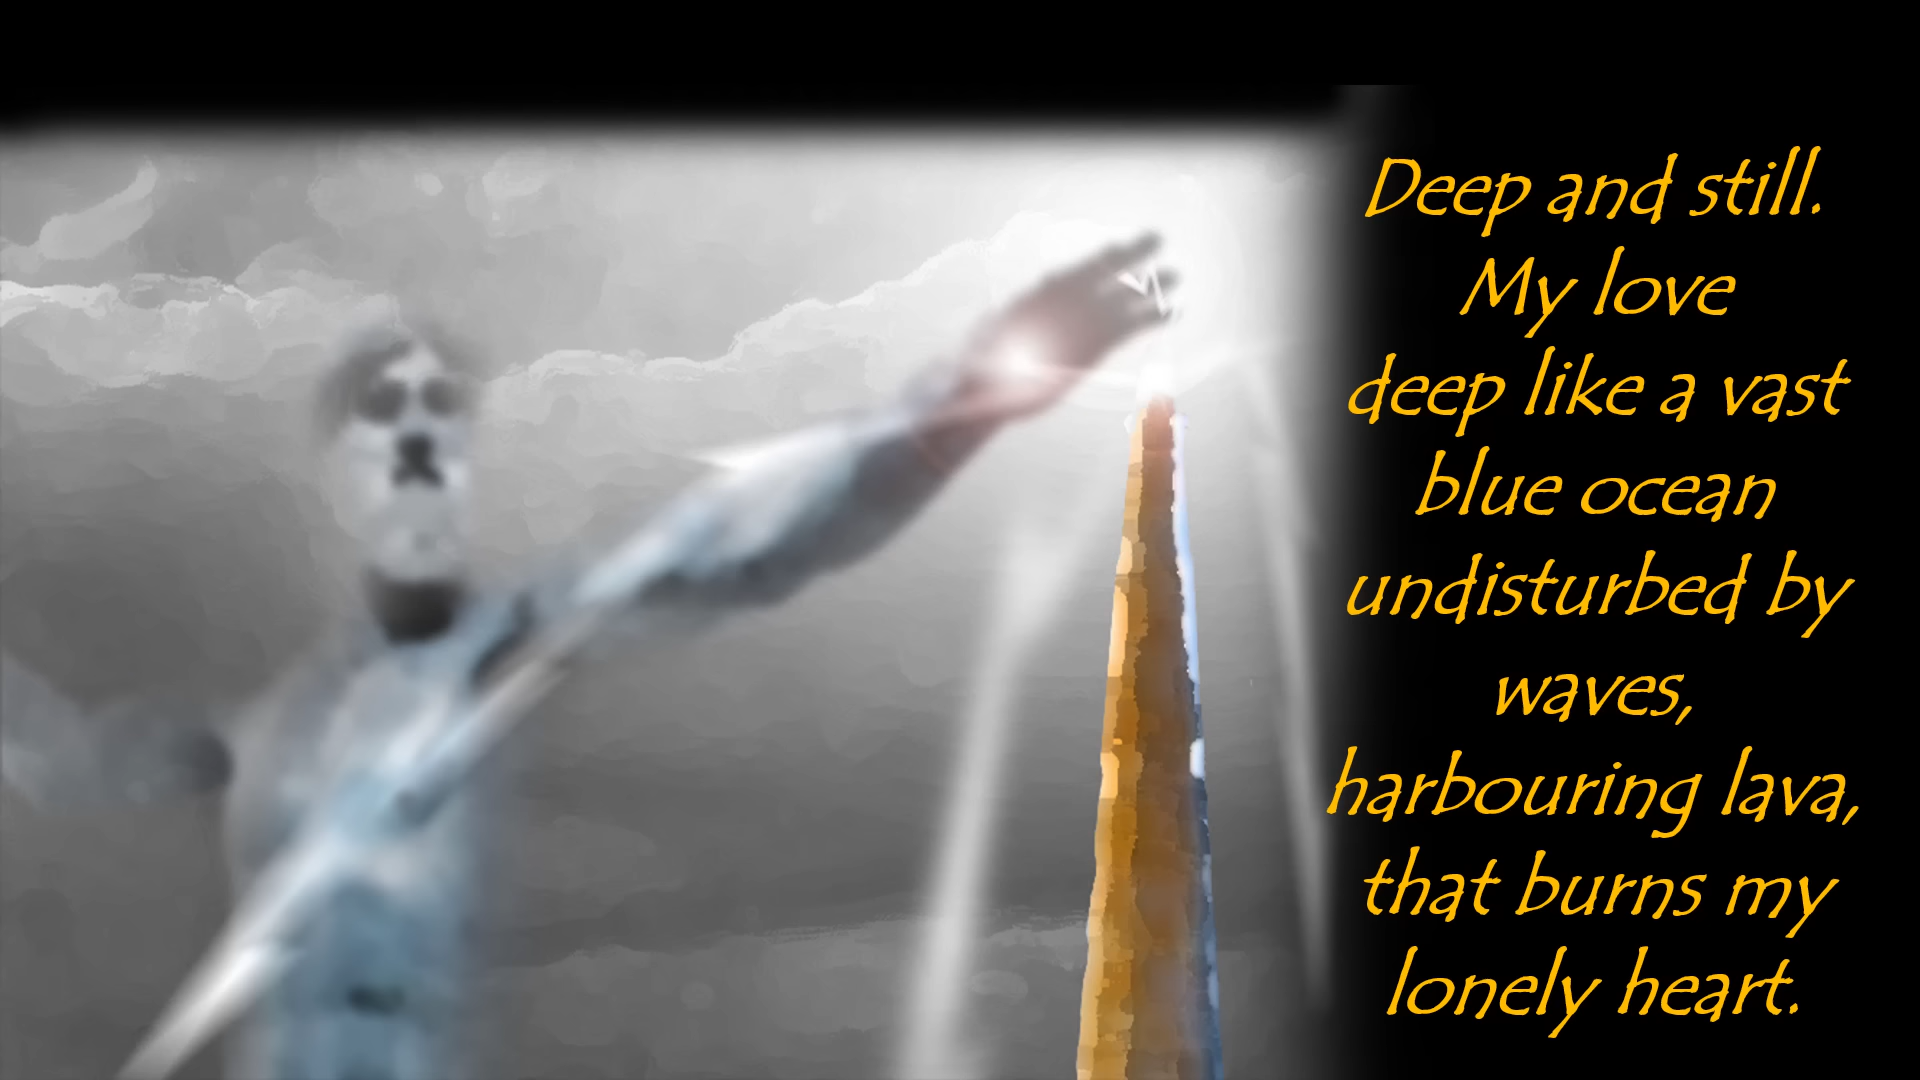 Deep and still.
My love
deep like a vast
blue ocean
undisturbed by
waves,
harbouring lava,
that burns my
lonely heart.